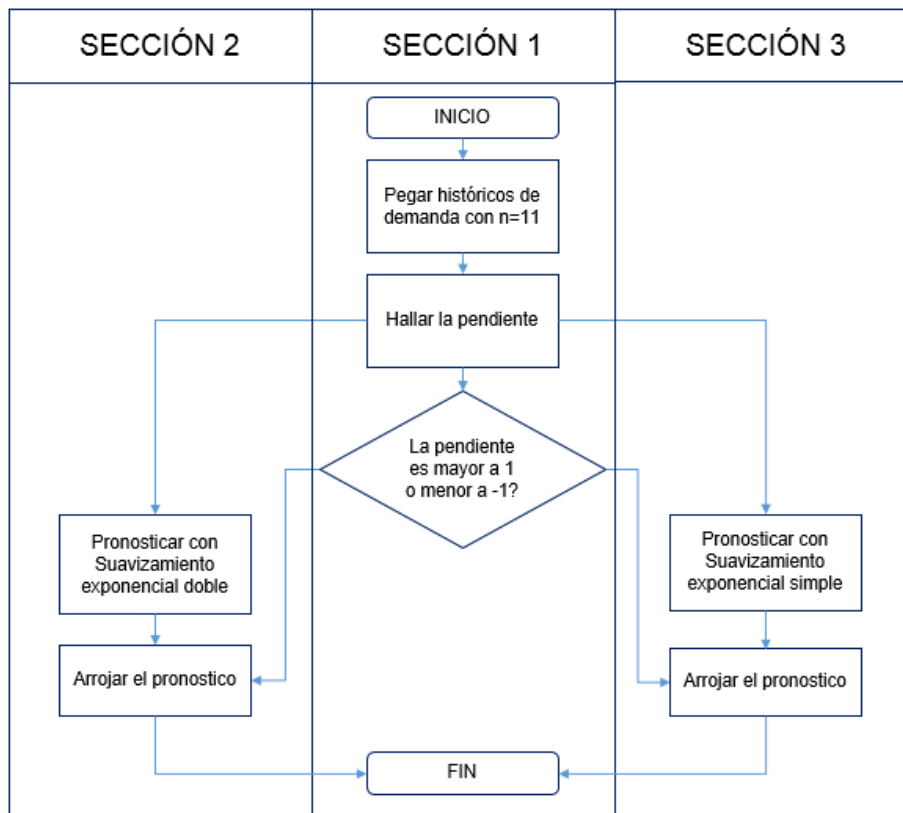 SECCIÓN 2
SECCIÓN 1
SECCIÓN 3
INICIO
Pegar históricos de
demanda con n=11
Hallar la pendiente
La pendiente
es mayor a 1
o menor a -1?
Pronosticar con
Suavizamiento
exponencial doble
Pronosticar con
Suavizamiento
exponencial simple
Arrojar el pronostico
Arrojar el pronostico
FIN